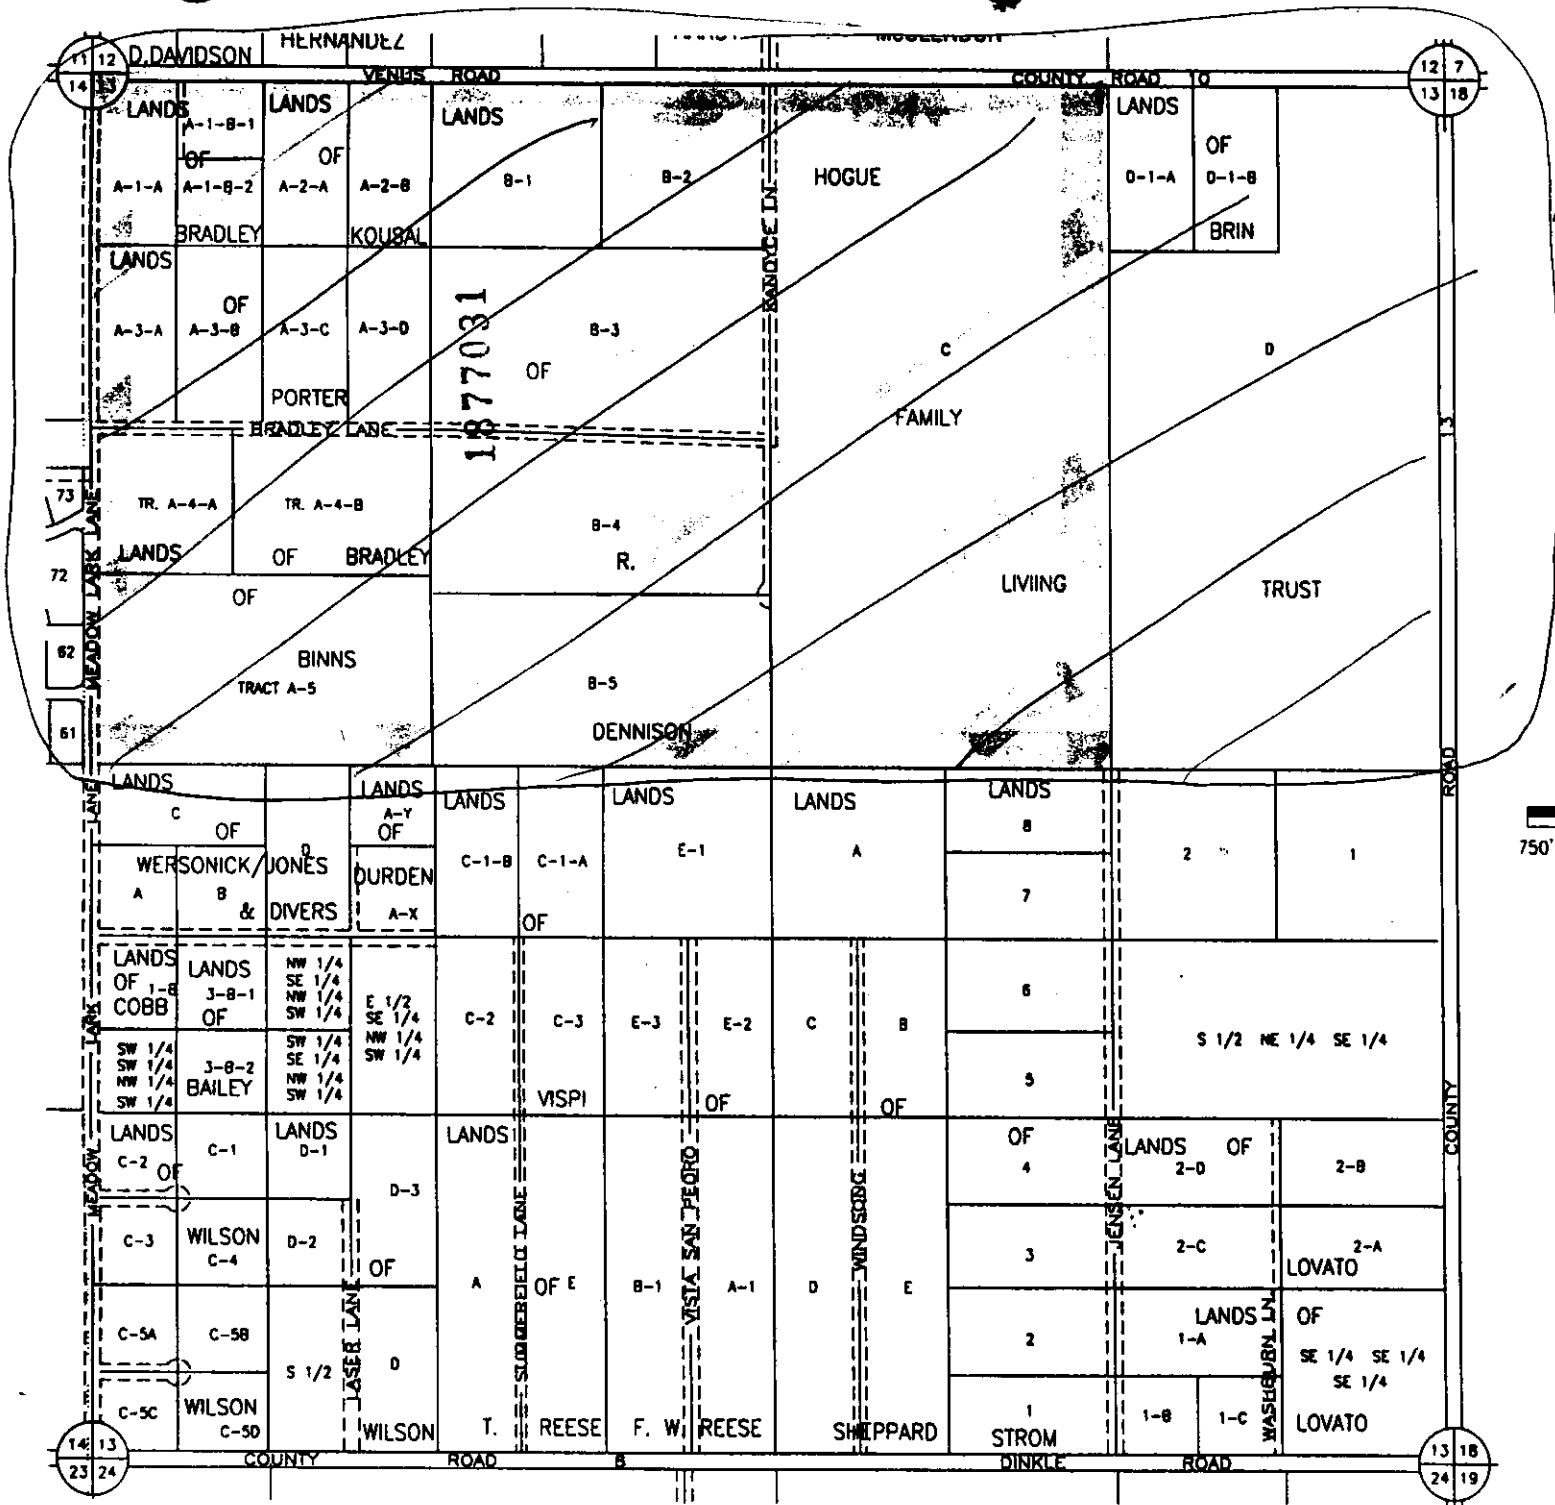 HERNANDEZ
D.DAVIDSON
11 12
14 13
VENUS ROAD
COUNTY ROAD 10
12 7
13 18
LANDS
A-1-B-1
OF
A-1-A
A-1-B-2
BRADLEY
LANDS
OF
A-2-A
A-2-B
KOUSAL
LANDS
B-1
B-2
KANDYCE LN.
HOGUE
LANDS
OF
D-1-A
D-1-B
BRIN
LANDS
OF
A-3-A
A-3-B
A-3-C
A-3-D
PORTER
1877031
B-3
OF
C
D
FAMILY
BRADLEY LANE
13
73
TR. A-4-A
TR. A-4-B
LANDS
OF
BRADLEY
B-4
R.
72
MEADOW LARK LANE
OF
LIVIING
TRUST
62
BINNS
TRACT A-5
B-5
61
DENNISON
LANDS
C
OF
D
WERSONICK/JONES
A
B
& DIVERS
LANDS
A-Y
OF
DURDEN
A-X
LANDS
C-1-B
C-1-A
OF
LANDS
E-1
LANDS
A
LANDS
8
7
2
1
ROAD
750'
LANE
LANDS
OF 1-B
COBB
LANDS
3-B-1
OF
NW 1/4
SE 1/4
NW 1/4
SW 1/4
E 1/2
SE 1/4
NW 1/4
SW 1/4
C-2
C-3
E-3
E-2
C
B
6
S 1/2 NE 1/4 SE 1/4
LARK
SW 1/4
SW 1/4
NW 1/4
SW 1/4
3-B-2
BAILEY
SW 1/4
SE 1/4
NW 1/4
SW 1/4
VISPI
OF
OF
5
COUNTY
LANDS
C-2 OF
C-1
LANDS
D-1
D-3
LANDS
OF
4
JENSEN LANE
LANDS OF
2-D
2-B
MEADOW
C-3
WILSON
C-4
D-2
OF
A
SUMMERFIELD LANE
OF E
B-1
VISTA SAN PEDRO
A-1
D
WINDSONG
E
3
2-C
2-A
LOVATO
C-5A
C-5B
S 1/2
LASER LANE
D
2
LANDS
1-A
WASHBURN LN.
OF
SE 1/4 SE 1/4
SE 1/4
C-5C
WILSON
C-5D
WILSON
T.
REESE
F. W. REESE
SHEPPARD
1
STROM
1-B
1-C
LOVATO
14 13
23 24
COUNTY ROAD 6
DINKLE ROAD
13 18
24 19